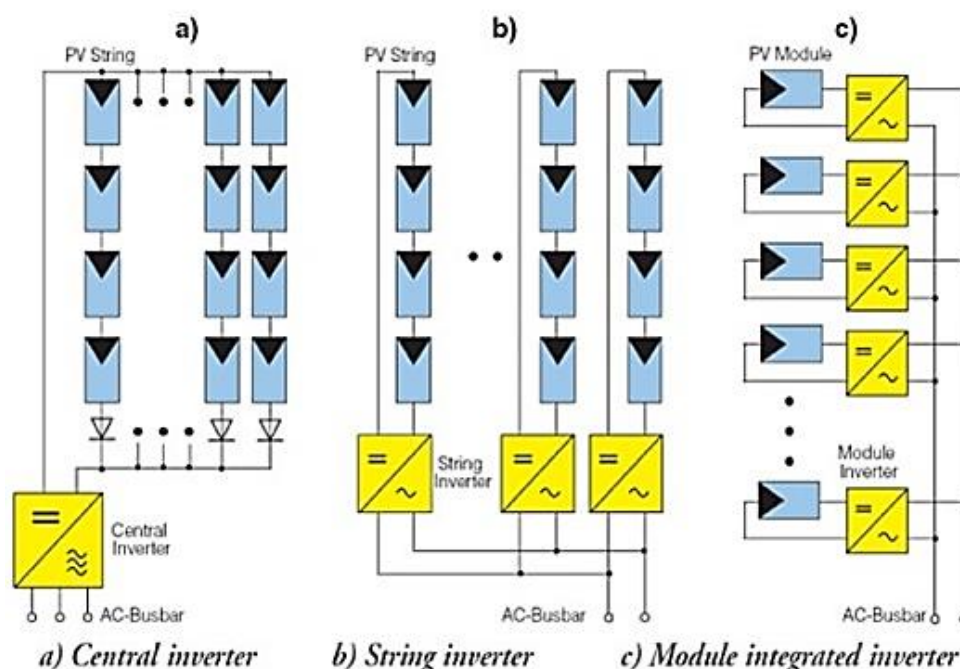 a)
PV String
Central
Inverter
AC-Busbar
a) Central inverter
b)
PV String
String
Inverter
AC-Busbar
b) String inverter
c)
PV Module
Module
Inverter
AC-Busbar
c) Module integrated inverter